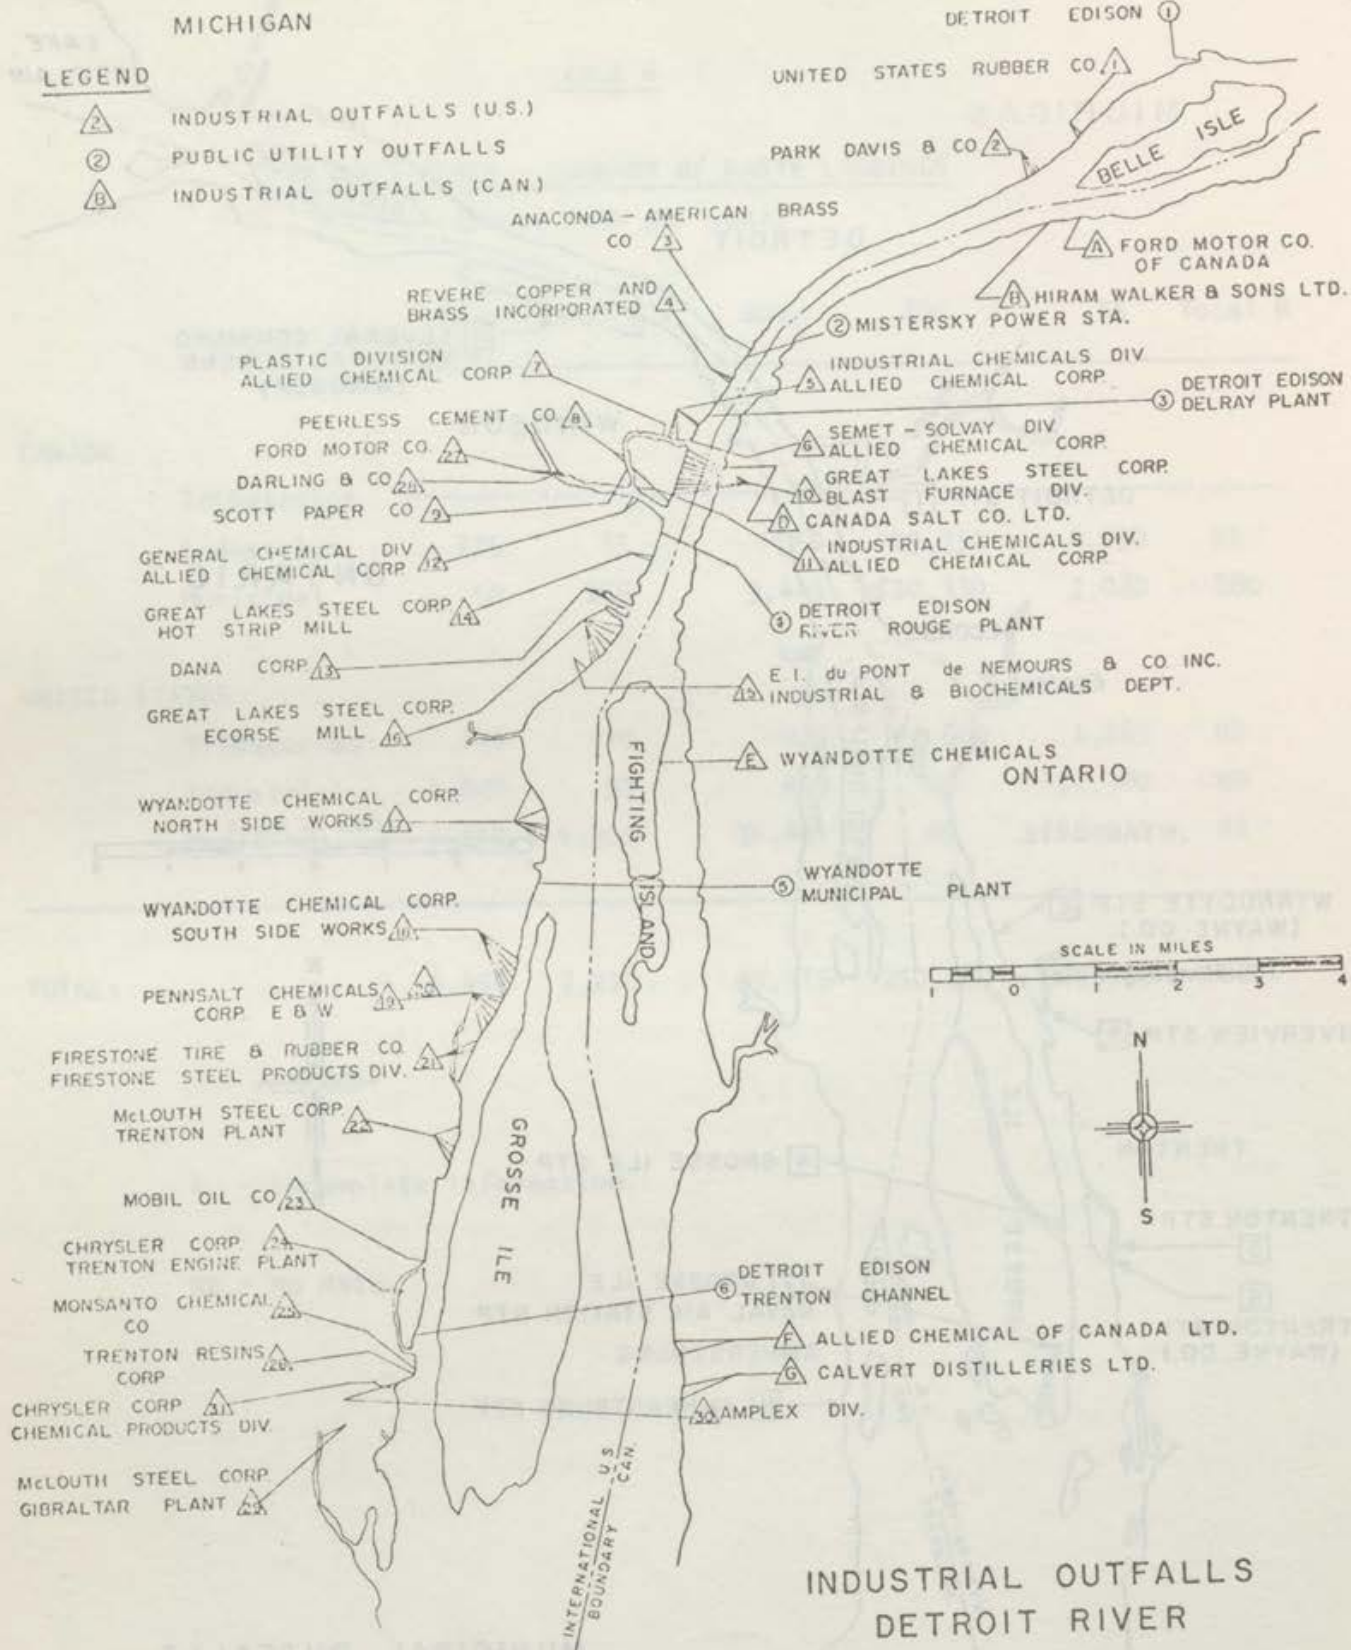 MICHIGAN
LEGEND
2 INDUSTRIAL OUTFALLS (U.S.)
2 PUBLIC UTILITY OUTFALLS
B INDUSTRIAL OUTFALLS (CAN.)
DETROIT EDISON 1
UNITED STATES RUBBER CO 1
PARK DAVIS & CO 2
BELLE ISLE
ANACONDA - AMERICAN BRASS
CO 3
A FORD MOTOR CO.
OF CANADA
B HIRAM WALKER & SONS LTD.
REVERE COPPER AND
BRASS INCORPORATED 4
2 MISTERSKY POWER STA.
PLASTIC DIVISION
ALLIED CHEMICAL CORP. 7
INDUSTRIAL CHEMICALS DIV
5 ALLIED CHEMICAL CORP.
3 DETROIT EDISON
DELRAY PLANT
PEERLESS CEMENT CO. 8
FORD MOTOR CO. 27
6 SEMET - SOLVAY DIV.
ALLIED CHEMICAL CORP.
DARLING & CO
SCOTT PAPER CO 9
10 GREAT LAKES STEEL CORP.
BLAST FURNACE DIV.
D CANADA SALT CO. LTD.
GENERAL CHEMICAL DIV
ALLIED CHEMICAL CORP 12
11 INDUSTRIAL CHEMICALS DIV.
ALLIED CHEMICAL CORP
GREAT LAKES STEEL CORP.
HOT STRIP MILL 14
4 DETROIT EDISON
RIVER ROUGE PLANT
DANA CORP. 13
15 E. I. du PONT de NEMOURS & CO INC.
INDUSTRIAL & BIOCHEMICALS DEPT.
GREAT LAKES STEEL CORP.
ECORSE MILL 16
FIGHTING
ISLAND
E WYANDOTTE CHEMICALS
ONTARIO
WYANDOTTE CHEMICAL CORP.
NORTH SIDE WORKS 17
5 WYANDOTTE
MUNICIPAL PLANT
WYANDOTTE CHEMICAL CORP.
SOUTH SIDE WORKS 18
SCALE IN MILES
1 0 1 2 3 4
PENNSALT CHEMICALS
CORP. E & W 19 20
FIRESTONE TIRE & RUBBER CO.
FIRESTONE STEEL PRODUCTS DIV. 21
N
S
McLOUTH STEEL CORP.
TRENTON PLANT 22
GROSSE ILE
MOBIL OIL CO 23
CHRYSLER CORP. 24
TRENTON ENGINE PLANT
6 DETROIT EDISON
TRENTON CHANNEL
MONSANTO CHEMICAL 25
CO
F ALLIED CHEMICAL OF CANADA LTD.
TRENTON RESINS 26
CORP
G CALVERT DISTILLERIES LTD.
CHRYSLER CORP 31
CHEMICAL PRODUCTS DIV.
30 AMPLEX DIV.
McLOUTH STEEL CORP.
GIBRALTAR PLANT 29
INTERNATIONAL U.S.
BOUNDARY CAN.
INDUSTRIAL OUTFALLS
DETROIT RIVER